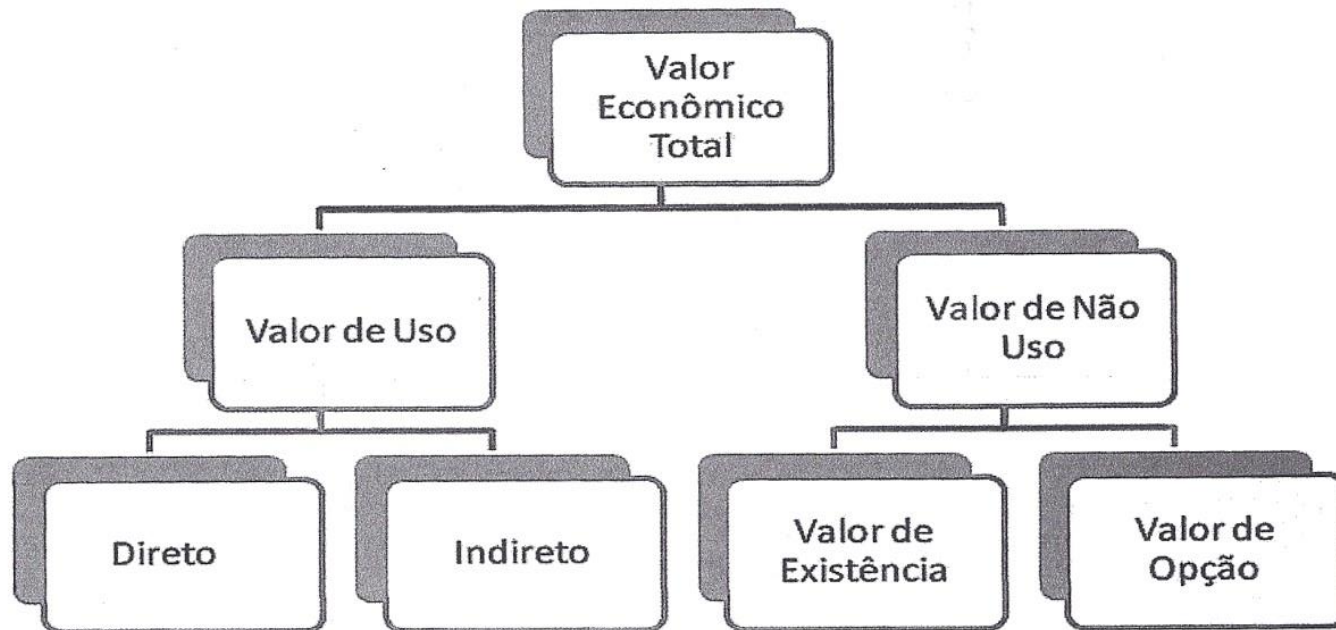 Valor
Econômico
Total
Valor de Uso
Valor de Não
Uso
Direto
Indireto
Valor de
Existência
Valor de
Opção